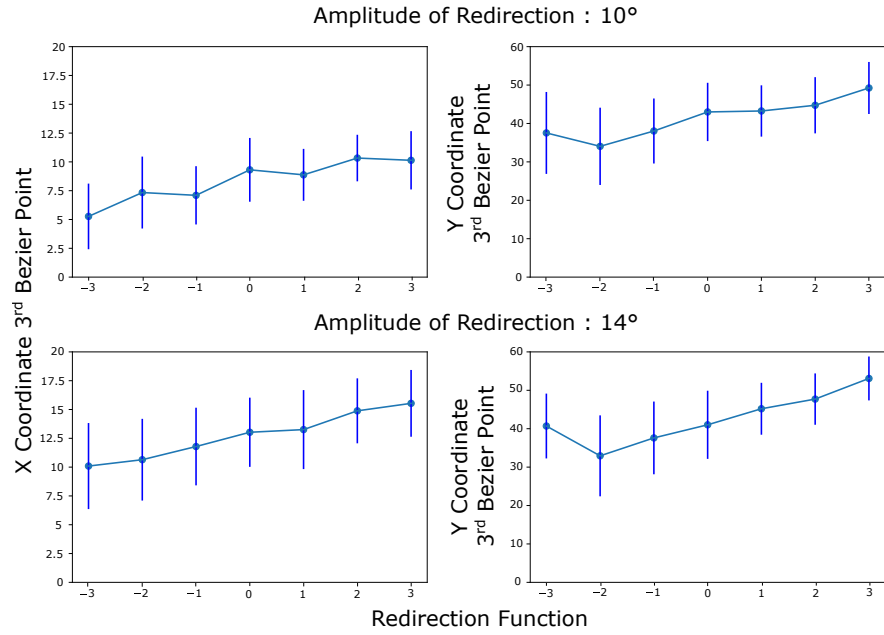 Amplitude of Redirection : 10°
20
17.5
15
12.5
10
7.5
5
2.5
0
−3 −2 −1 0 1 2 3
Y Coordinate
3rd Bezier Point
60
50
40
30
20
10
0
−3 −2 −1 0 1 2 3
X Coordinate 3rd Bezier Point
Amplitude of Redirection : 14°
20
17.5
15
12.5
10
7.5
5
2.5
0
−3 −2 −1 0 1 2 3
Y Coordinate
3rd Bezier Point
60
50
40
30
20
10
0
−3 −2 −1 0 1 2 3
Redirection Function